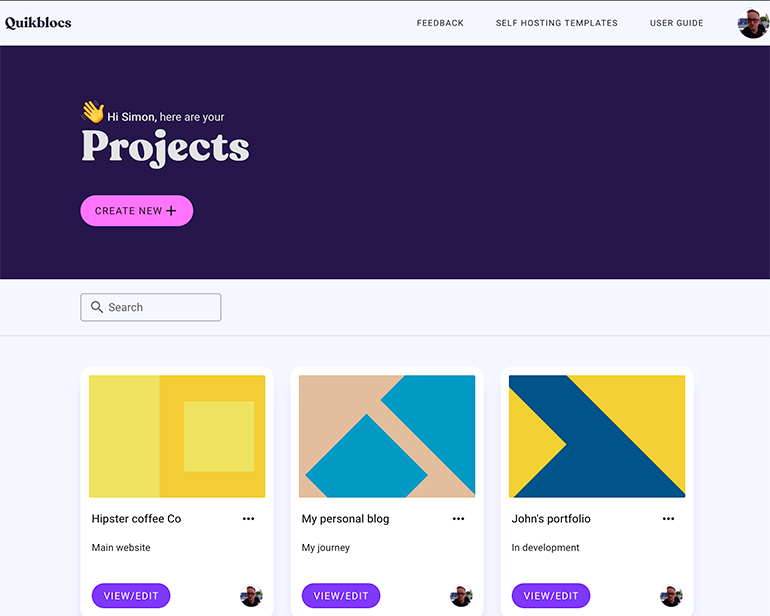 Quikblocs
FEEDBACK
SELF HOSTING TEMPLATES
USER GUIDE
Hi Simon, here are your
Projects
CREATE NEW
Search
Hipster coffee Co
Main website
VIEW/EDIT
My personal blog
My journey
VIEW/EDIT
John's portfolio
In development
VIEW/EDIT